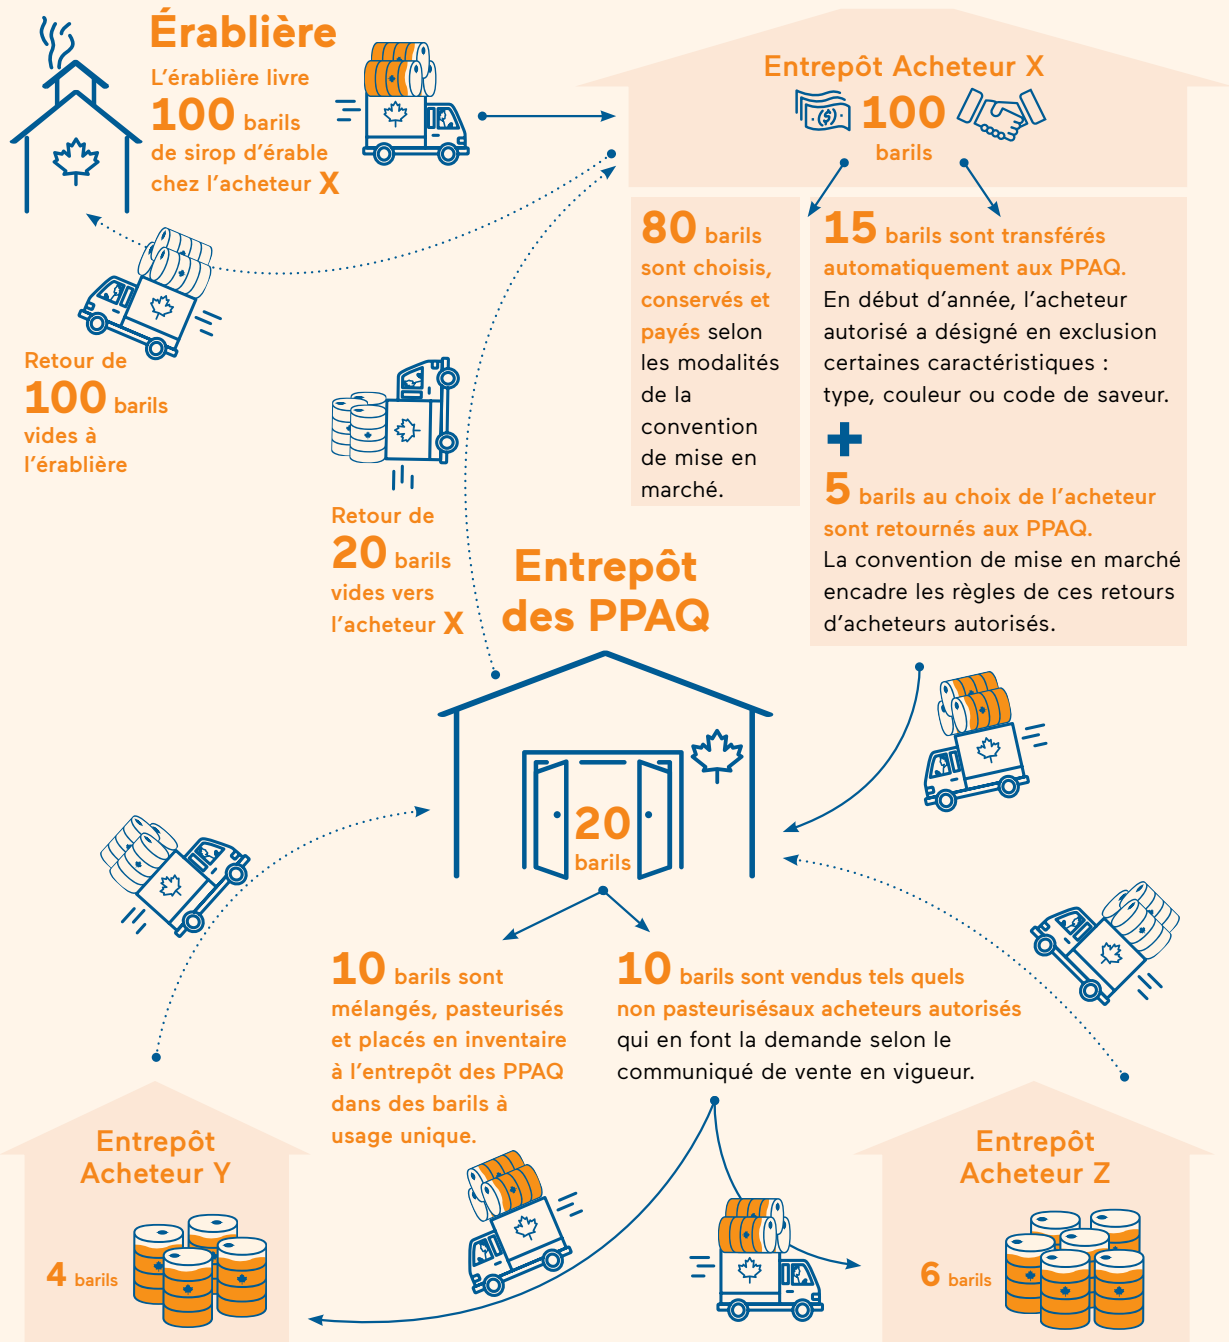 Érablière
L'érablière livre
100 barils
de sirop d'érable
chez l'acheteur X
Entrepôt Acheteur X
100
barils
80 barils
sont choisis,
conservés et
payés selon
les modalités
de la
convention
de mise en
marché.
15 barils sont transférés
automatiquement aux PPAQ.
En début d'année, l'acheteur
autorisé a désigné en exclusion
certaines caractéristiques :
type, couleur ou code de saveur.
+
5 barils au choix de l'acheteur
sont retournés aux PPAQ.
La convention de mise en marché
encadre les règles de ces retours
d'acheteurs autorisés.
Retour de
100 barils
vides à
l'érablière
Retour de
20 barils
vides vers
l'acheteur X
Entrepôt
des PPAQ
20
barils
10 barils sont
mélangés, pasteurisés
et placés en inventaire
à l'entrepôt des PPAQ
dans des barils à
usage unique.
10 barils sont vendus tels quels
non pasteurisésaux acheteurs autorisés
qui en font la demande selon le
communiqué de vente en vigueur.
Entrepôt
Acheteur Y
4 barils
Entrepôt
Acheteur Z
6 barils